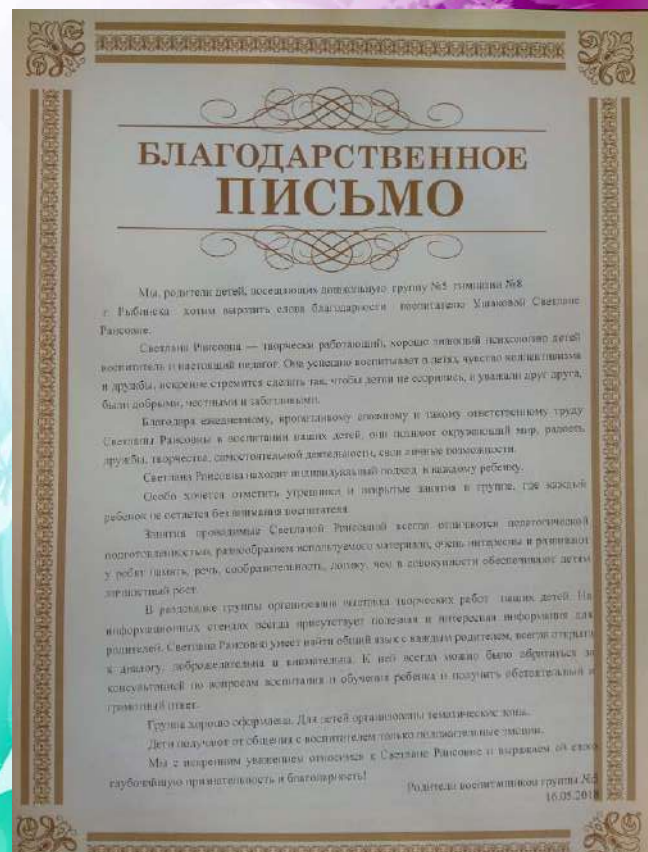 БЛАГОДАРСТВЕННОЕ
ПИСЬМО
Мы, родители детей, посещающих дошкольную группу №5 гимназии №8
г. Рыбинска хотим выразить слова благодарности воспитателю Ушаковой Светлане
Раисовне.
Светлана Раисовна — творчески работающий, хорошо знающий психологию детей
воспитатель и настоящий педагог. Она успешно воспитывает в детях, чувство коллективизма
и дружбы, искренне стремится сделать так, чтобы детки не ссорились, и уважали друг друга,
были добрыми, честными и заботливыми.
Благодаря ежедневному, кропотливому сложному и такому ответственному труду
Светланы Раисовны в воспитании наших детей, они познают окружающий мир, радость
дружбы, творчества, самостоятельной деятельности, свои личные возможности.
Светлана Раисовна находит индивидуальный подход к каждому ребенку.
Особо хочется отметить утренники и открытые занятия в группе, где каждый
ребенок не остается без внимания воспитателя.
Занятия проводимые Светланой Раисовной всегда отличаются педагогической
подготовленностью, разнообразием используемого материала, очень интересны и развивают
у ребят память, речь, сообразительность, логику, чем в совокупности обеспечивают детям
личностный рост.
В раздевалке группы организована выставка творческих работ наших детей. На
информационных стендах всегда присутствует полезная и интересная информация для
родителей. Светлана Раисовна умеет найти общий язык с каждым родителем, всегда открыта
к диалогу, доброжелательна и внимательна. К ней всегда можно было обратиться за
консультацией по вопросам воспитания и обучения ребенка и получить обстоятельный и
грамотный ответ.
Группа хорошо оформлена. Для детей организованы тематические зоны.
Дети получают от общения с воспитателем только положительные эмоции.
Мы с искренним уважением относимся к Светлане Раисовне и выражаем ей свою
глубочайшую признательность и благодарность!
Родители воспитанников группы №5
16.05.2018